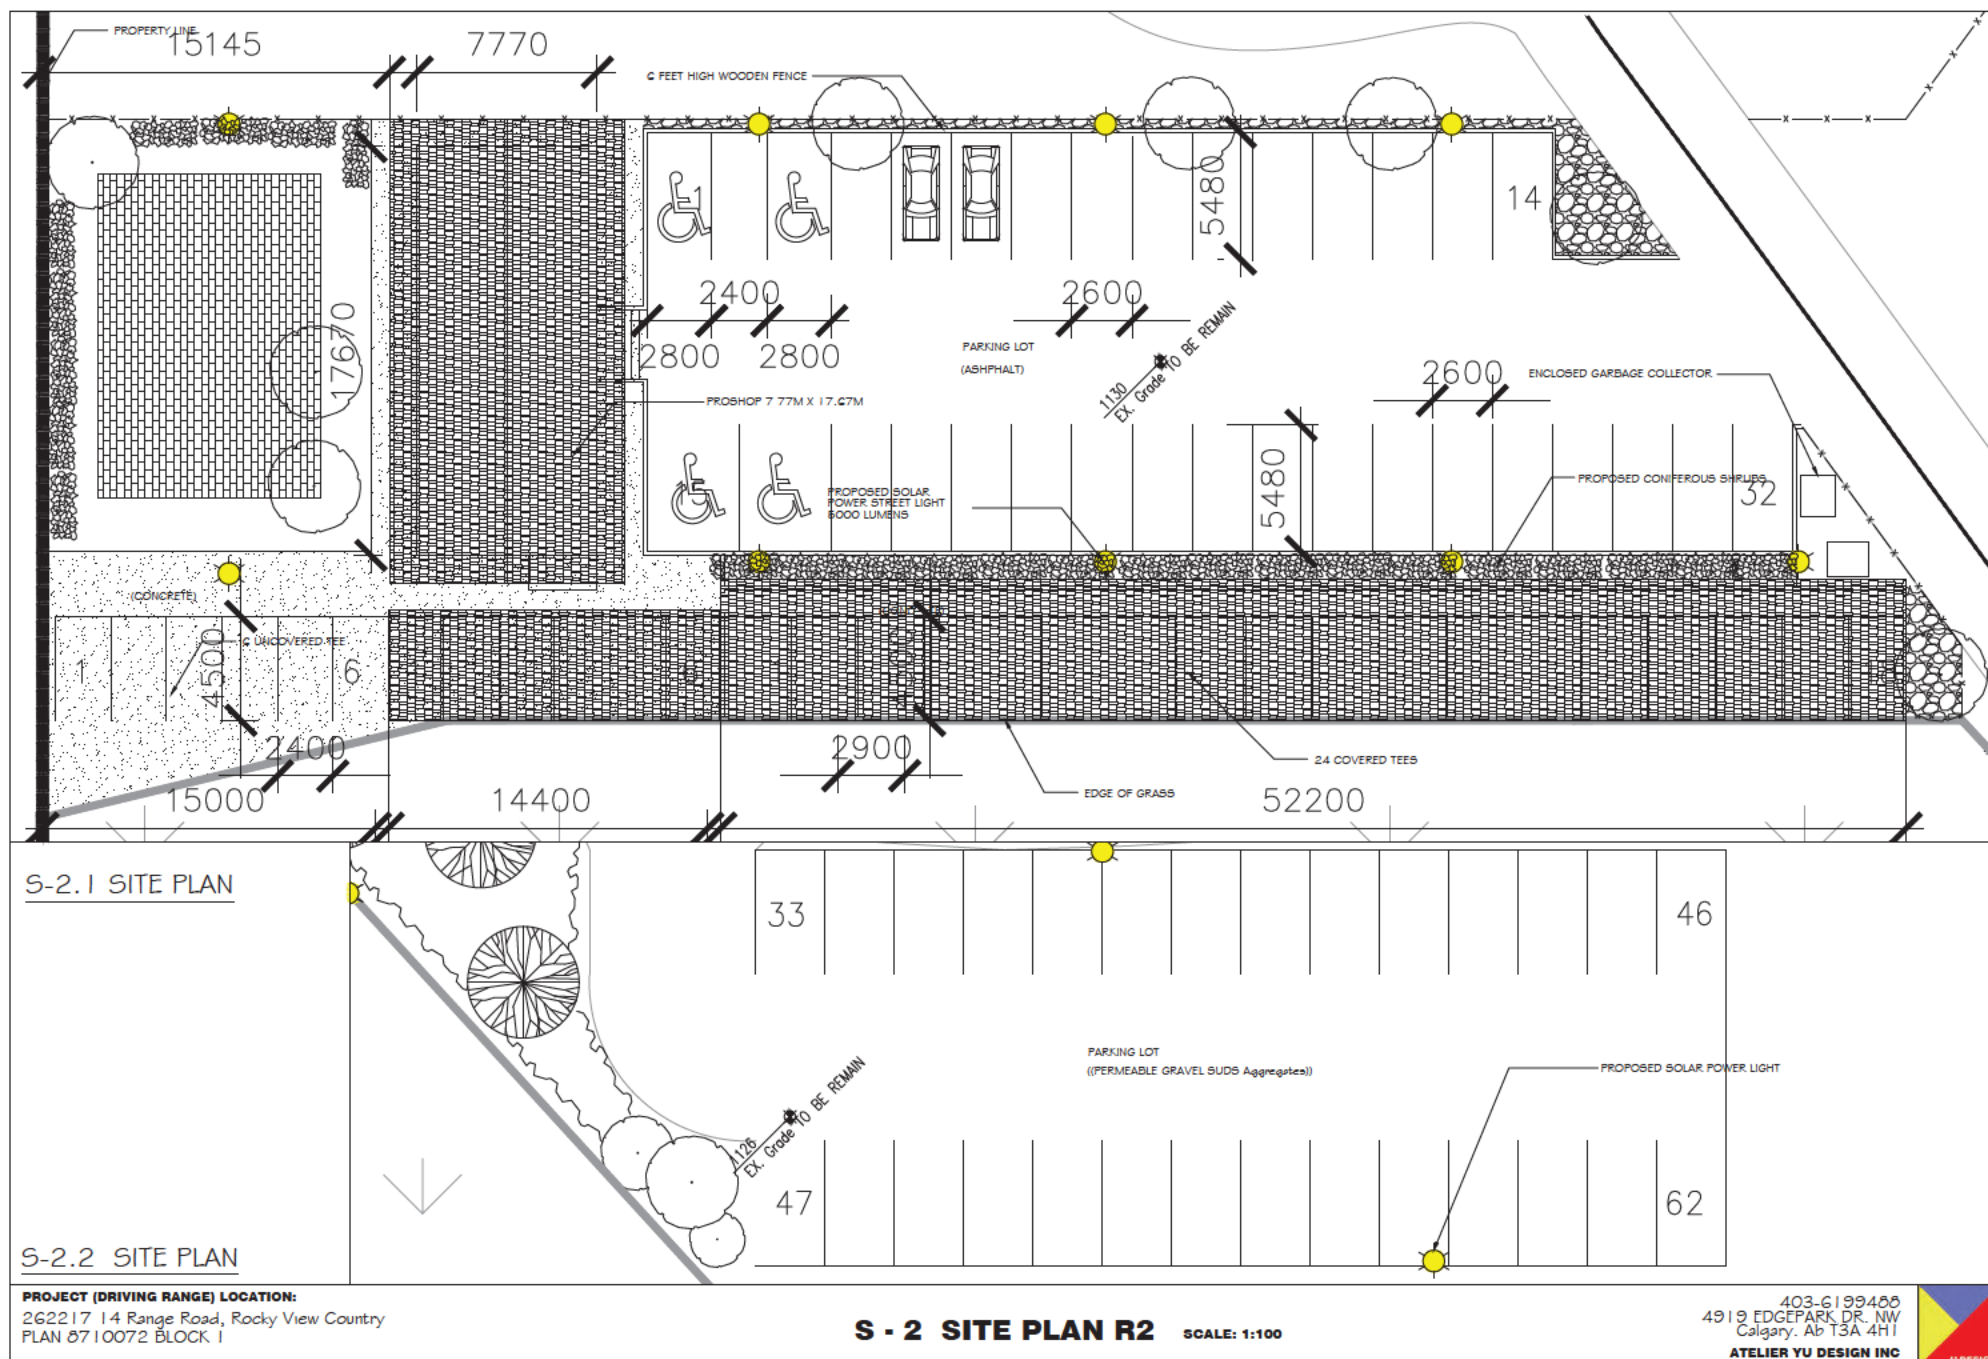 PROPERTY LINE
15145
7770
6 FEET HIGH WOODEN FENCE
1
14
5480
17670
2400
2600
2800
2800
PARKING LOT
(ASHPHALT)
1130
EX. Grade TO BE REMAIN
2600
ENCLOSED GARBAGE COLLECTOR
PROSHOP 7 77M X 17.67M
5480
PROPOSED SOLAR
POWER STREET LIGHT
5000 LUMENS
PROPOSED CONIFEROUS SHRUBS
32
(CONCRETE)
6 UNCOVERED TEE
1
4500
6
4500
2400
2900
24 COVERED TEES
EDGE OF GRASS
15000
14400
52200
S-2.1 SITE PLAN
33
46
PARKING LOT
((PERMEABLE GRAVEL SUDS Aggregates))
PROPOSED SOLAR POWER LIGHT
1126
EX. Grade TO BE REMAIN
47
62
S-2.2 SITE PLAN
PROJECT (DRIVING RANGE) LOCATION:
262217 14 Range Road, Rocky View Country
PLAN 8710072 BLOCK 1
S - 2 SITE PLAN R2
SCALE: 1:100
403-6199488
4919 EDGEPARK DR. NW
Calgary. Ab T3A 4H1
ATELIER YU DESIGN INC